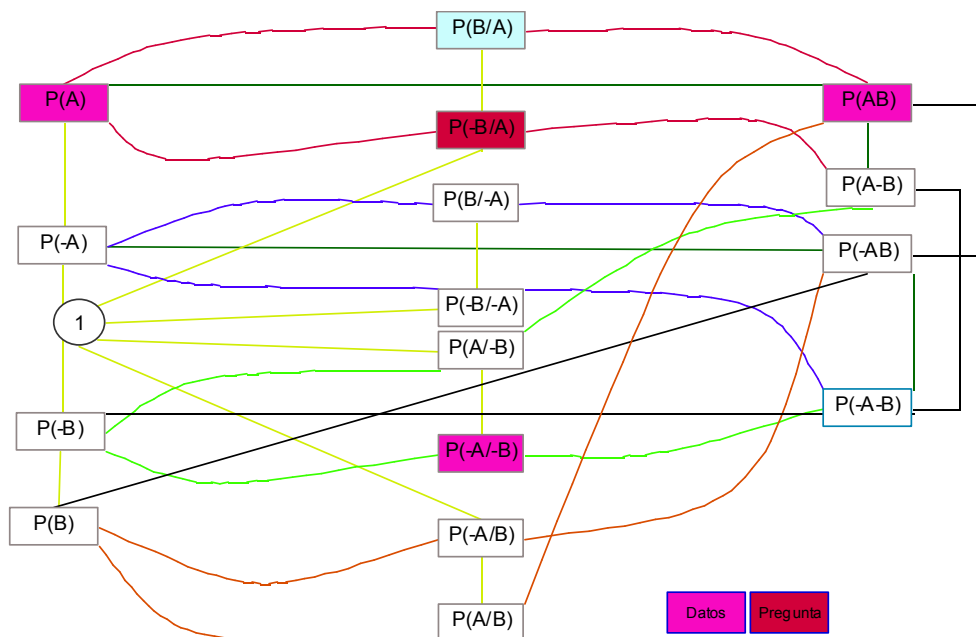 P(B/A)
P(A)
P(AB)
P(-B/A)
P(A-B)
P(B/-A)
P(-A)
P(-AB)
P(-B/-A)
1
P(A/-B)
P(-A-B)
P(-B)
P(-A/-B)
P(B)
P(-A/B)
P(A/B)
Datos
Pregunta